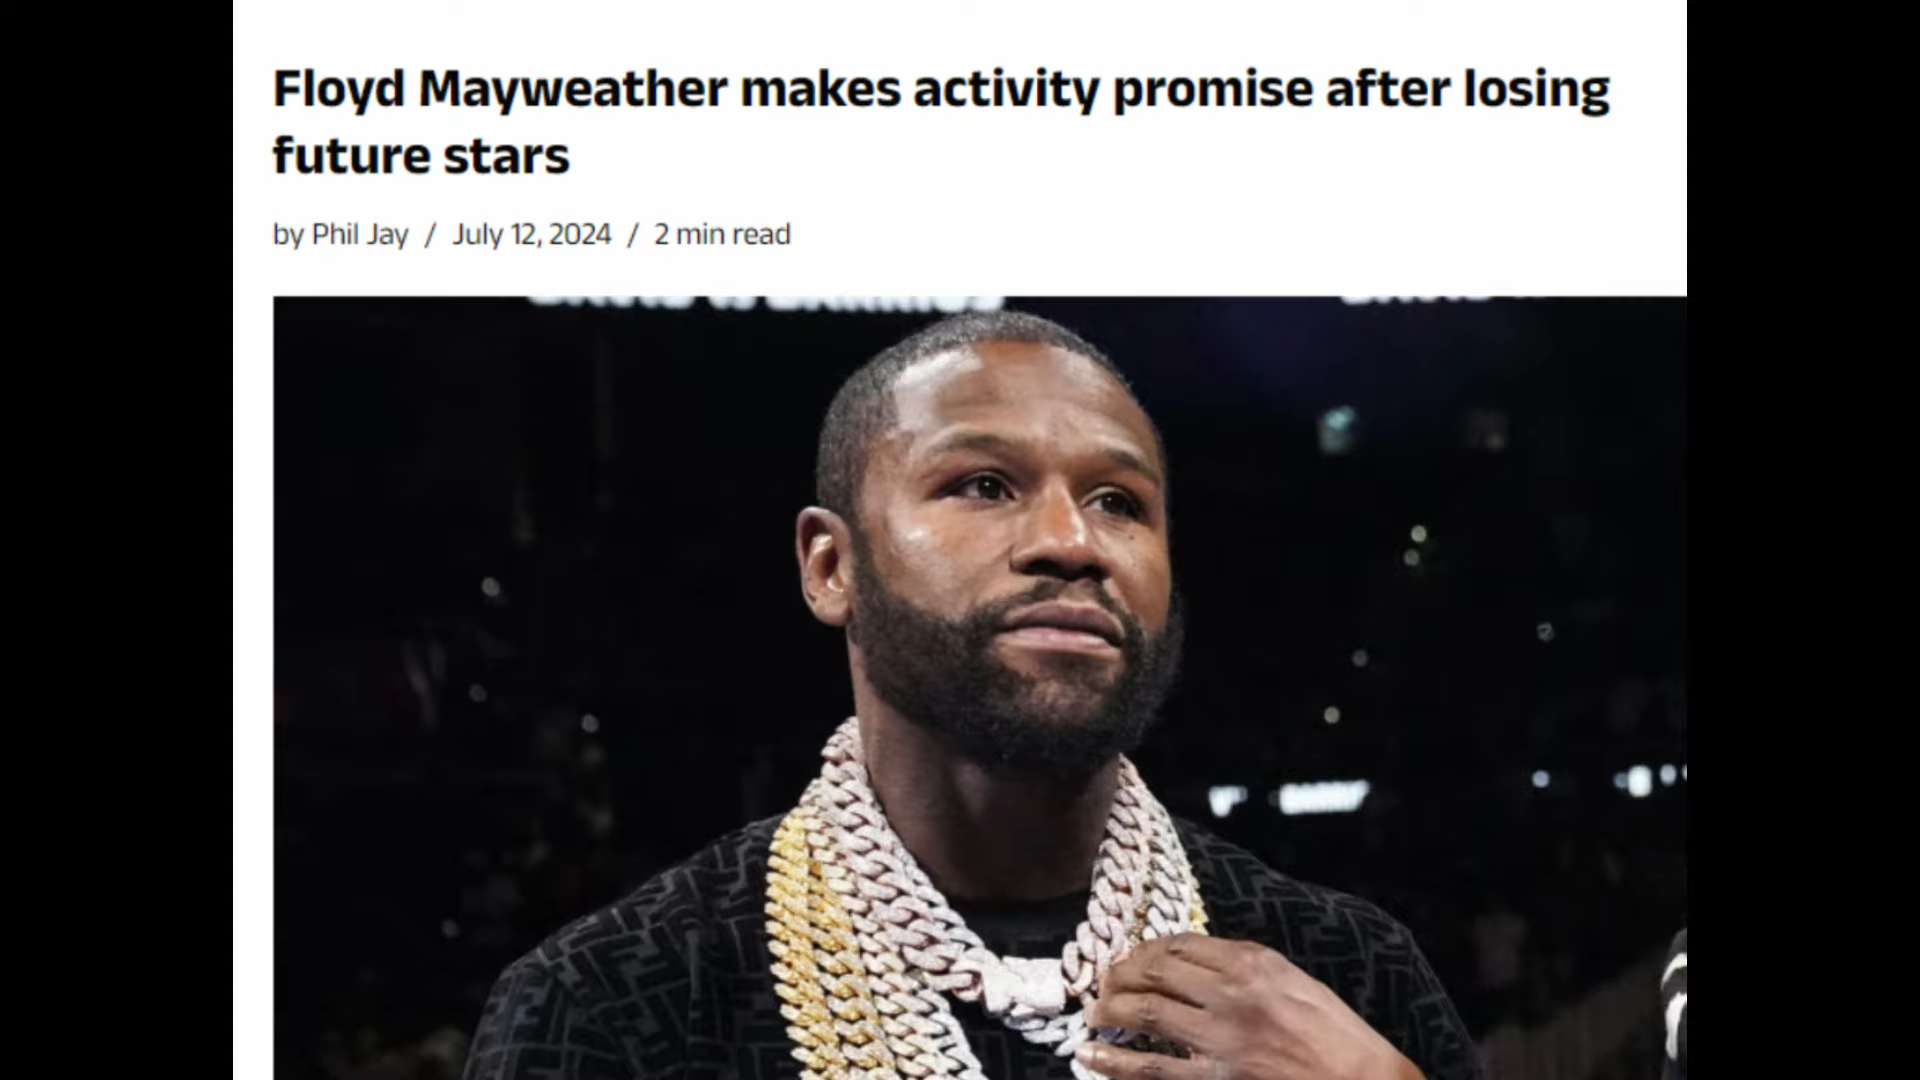 Floyd Mayweather makes activity promise after losing
future stars
by Phil Jay / July 12, 2024 / 2 min read